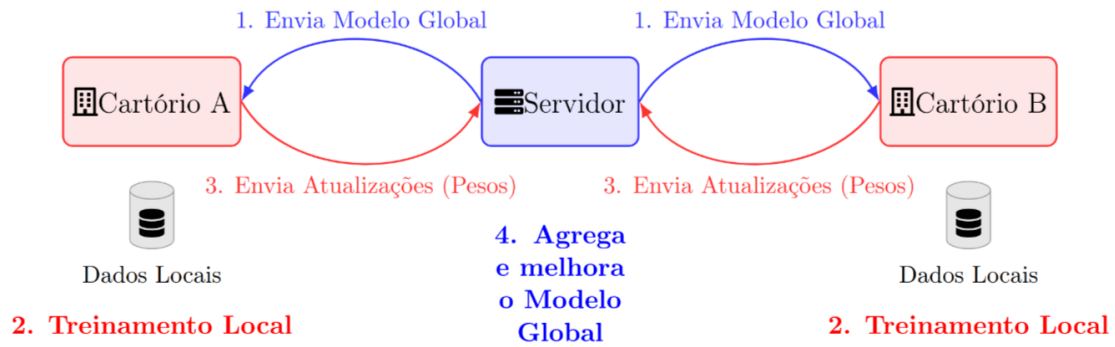 1. Envia Modelo Global
1. Envia Modelo Global
Cartório A
Servidor
Cartório B
3. Envia Atualizações (Pesos)
3. Envia Atualizações (Pesos)
4. Agrega
e melhora
o Modelo
Global
Dados Locais
Dados Locais
2. Treinamento Local
2. Treinamento Local